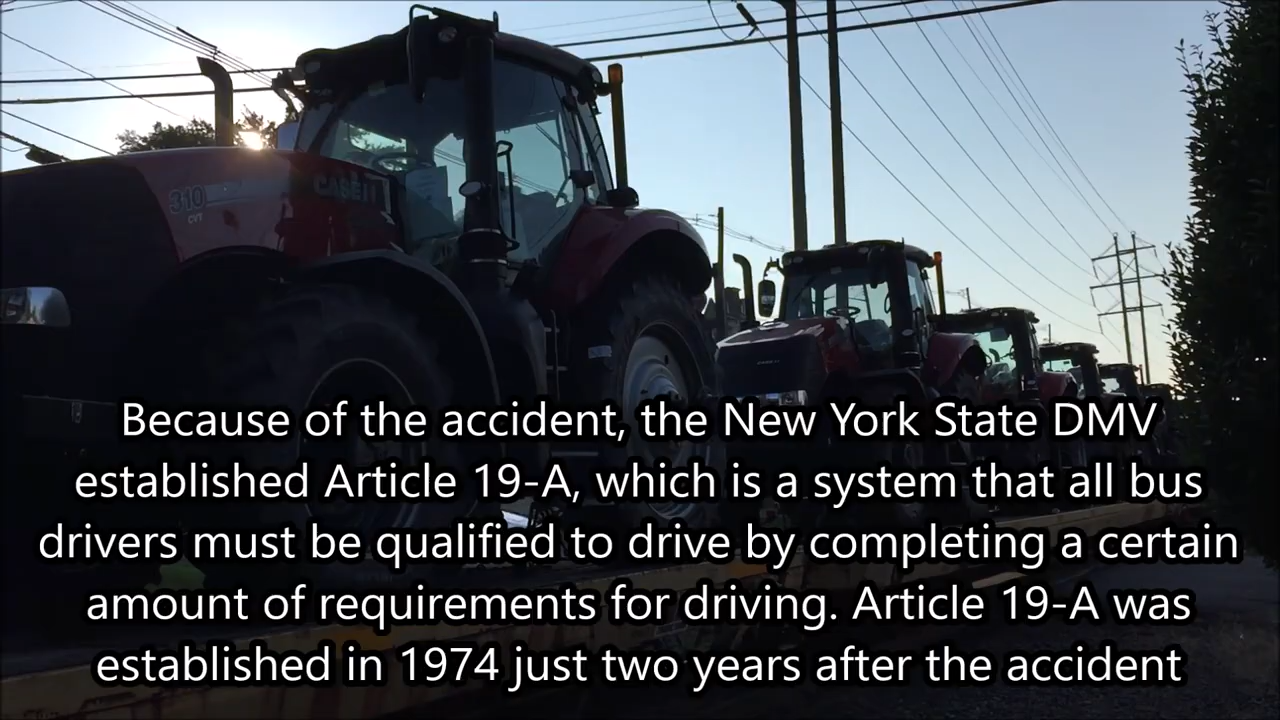 310
CVT
CASE IH
Because of the accident, the New York State DMV
established Article 19-A, which is a system that all bus
drivers must be qualified to drive by completing a certain
amount of requirements for driving. Article 19-A was
established in 1974 just two years after the accident